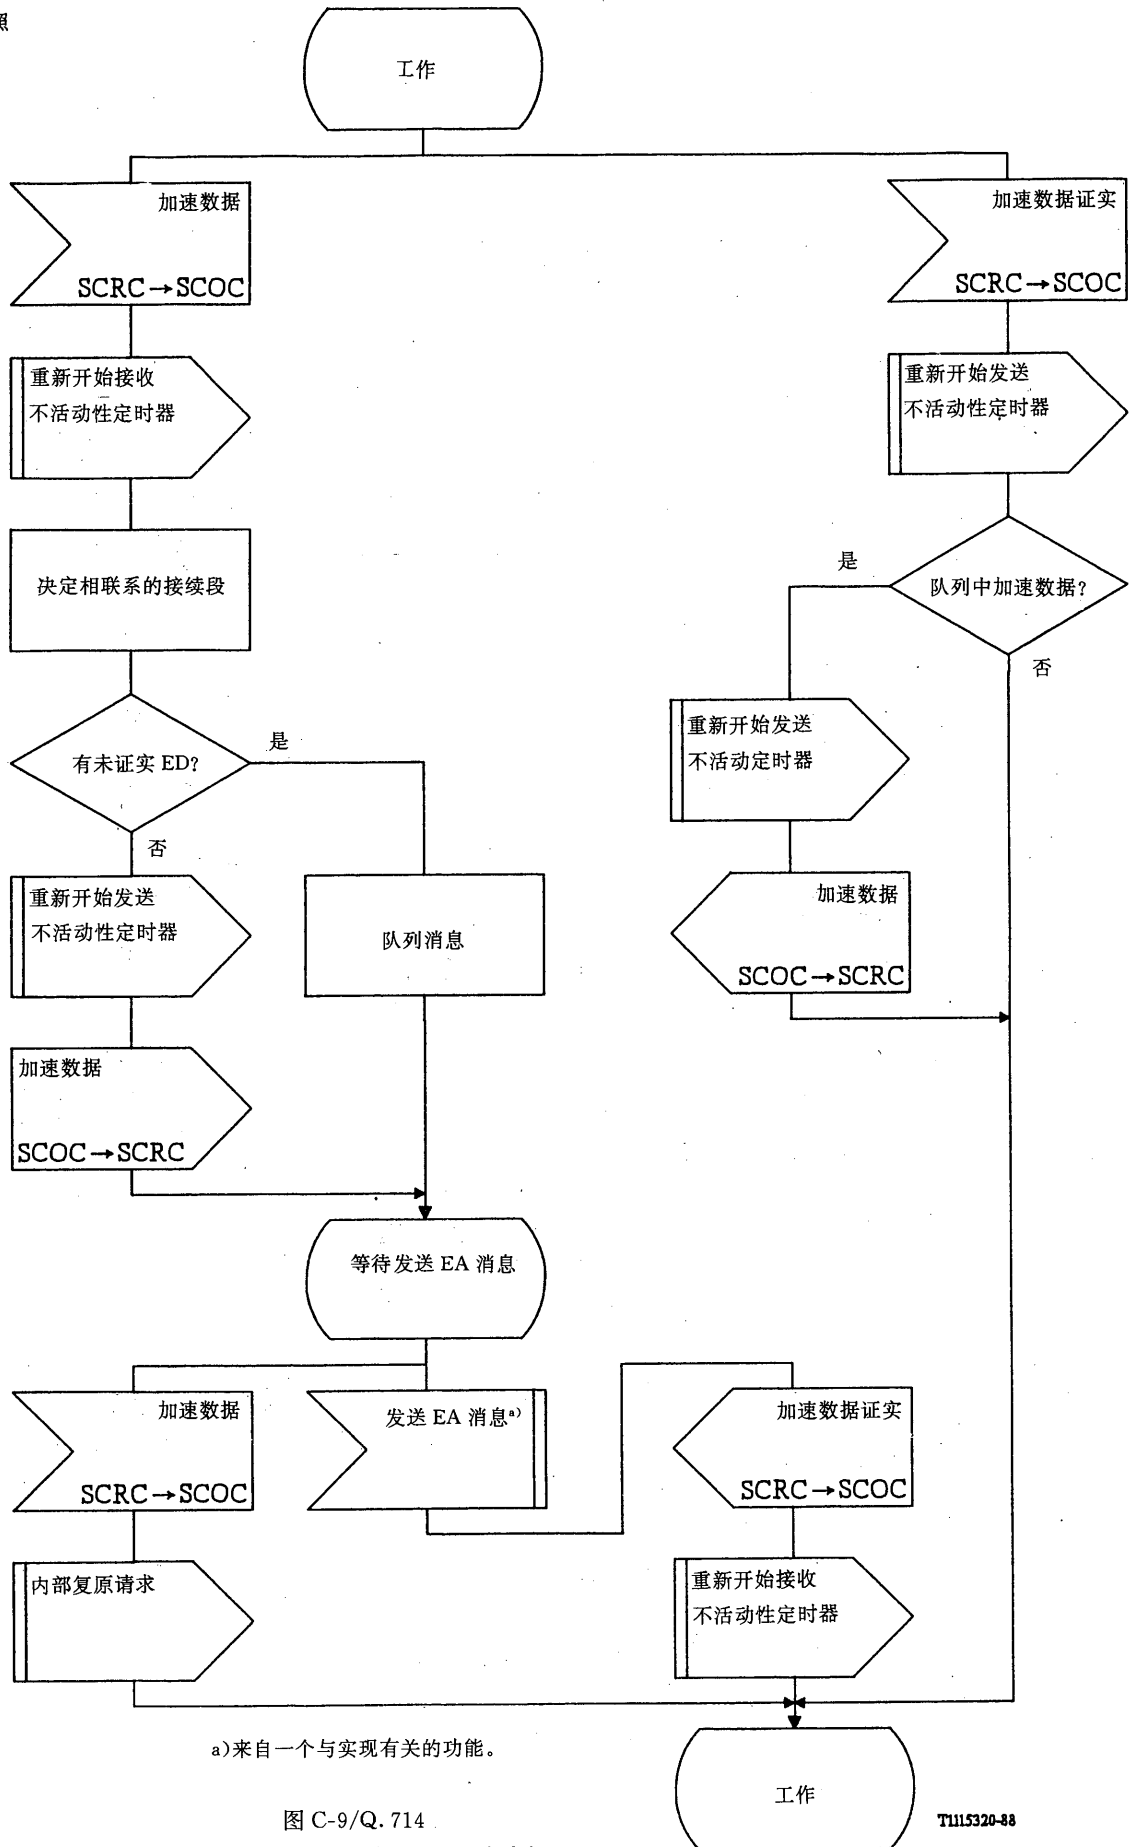 照
工作
加速数据
SCRC→SCOC
重新开始接收
不活动性定时器
决定相联系的接续段
有未证实 ED?
是
否
重新开始发送
不活动性定时器
队列消息
加速数据
SCOC→SCRC
加速数据证实
SCRC→SCOC
重新开始发送
不活动性定时器
队列中加速数据?
是
否
重新开始发送
不活动定时器
加速数据
SCOC→SCRC
等待发送 EA 消息
加速数据
SCRC→SCOC
内部复原请求
发送 EA 消息a)
加速数据证实
SCRC→SCOC
重新开始接收
不活动性定时器
工作
a)来自一个与实现有关的功能。
图 C-9/Q.714
T1115320-88